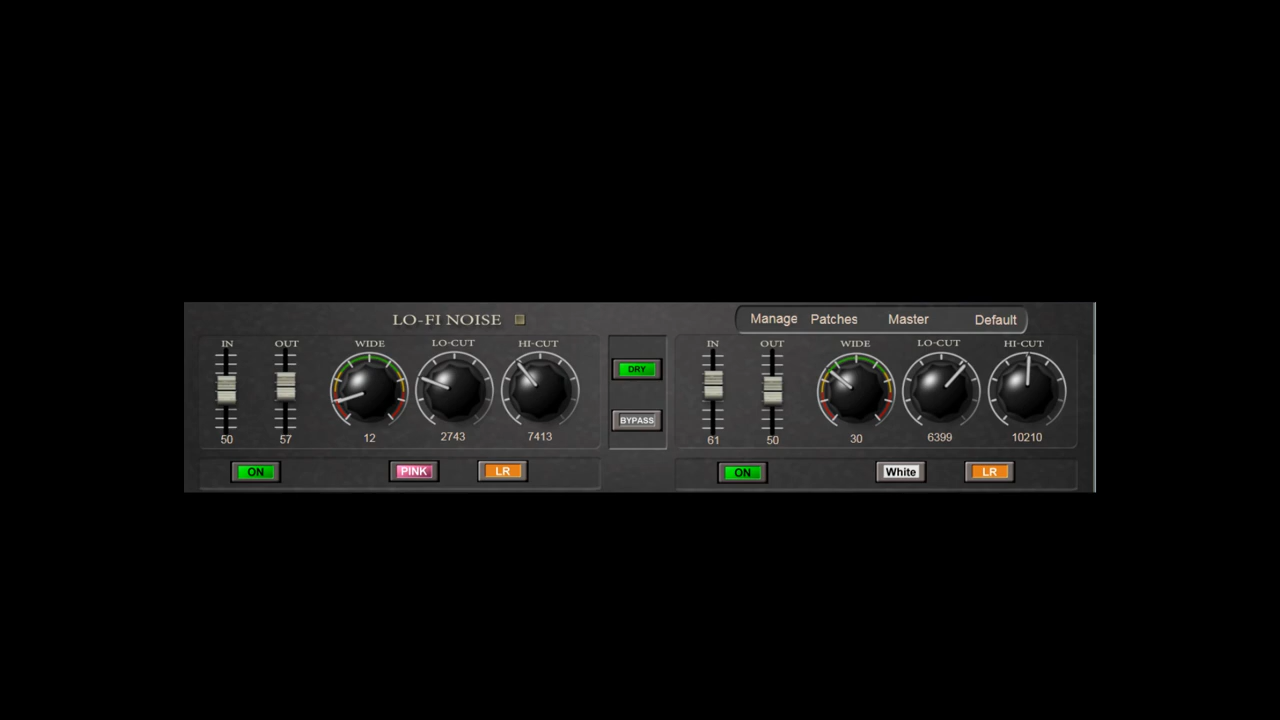 LO-FI NOISE
Manage Patches Master Default
IN OUT WIDE LO-CUT HI-CUT
50 57 12 2743 7413
ON PINK LR
DRY
BYPASS
IN OUT WIDE LO-CUT HI-CUT
61 50 30 6399 10210
ON White LR